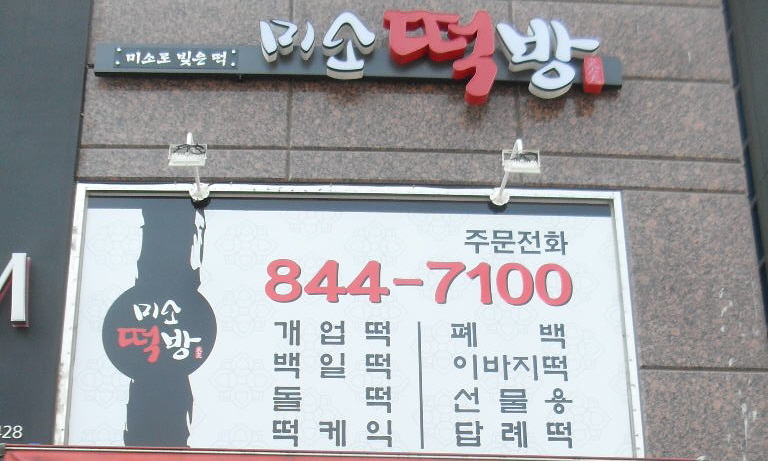 미소로 빚은 떡
미소떡방
주문전화
844-7100
미소
떡방
개업떡
백일떡
돌떡
떡케익
폐백
이바지떡
선물용
답례떡
428